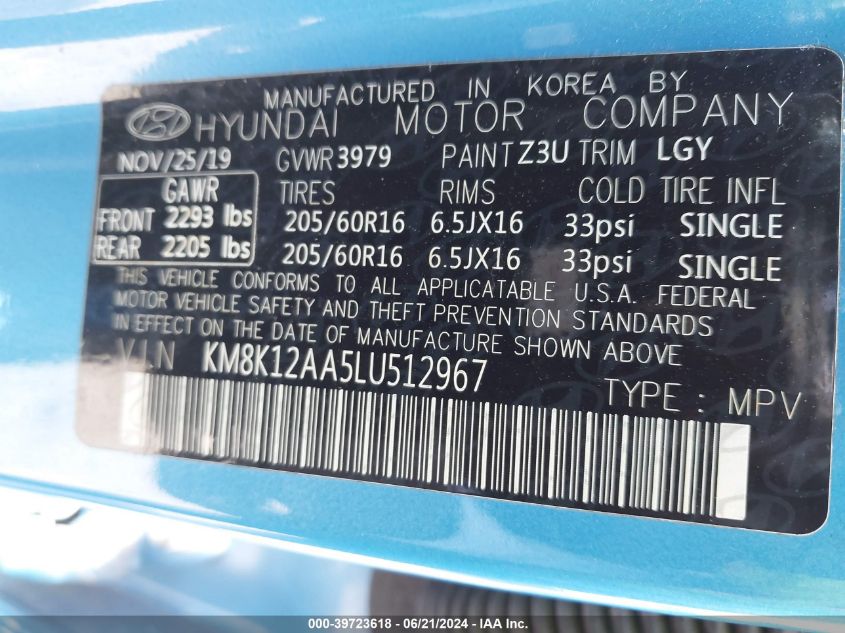 MANUFACTURED IN KOREA BY
HYUNDAI MOTOR COMPANY
NOV/25/19 GVWR 3979 PAINT Z3U TRIM LGY
GAWR TIRES RIMS COLD TIRE INFL
FRONT 2293 lbs 205/60R16 6.5JX16 33psi SINGLE
REAR 2205 lbs 205/60R16 6.5JX16 33psi SINGLE
THIS VEHICLE CONFORMS TO ALL APPLICATABLE U.S.A. FEDERAL
MOTOR VEHICLE SAFETY AND THEFT PREVENTION STANDARDS
IN EFFECT ON THE DATE OF MANUFACTURE SHOWN ABOVE
VIN KM8K12AA5LU512967
TYPE : MPV
000-39723618 - 06/21/2024 - IAA Inc.